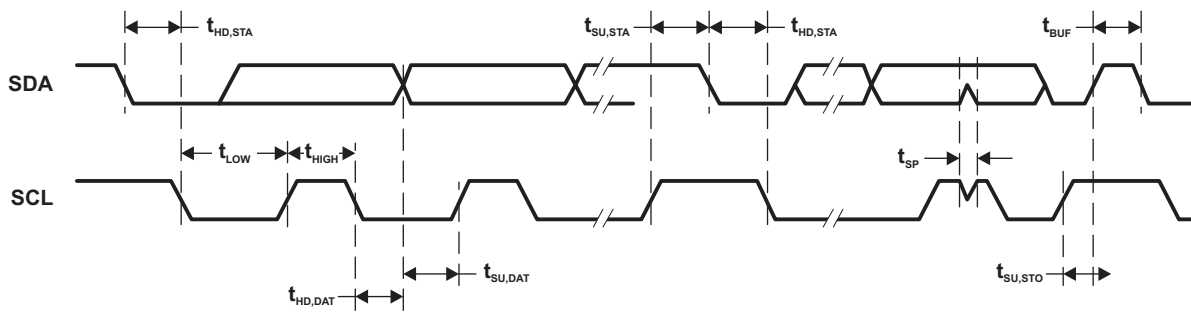 tHD,STA
tSU,STA
tHD,STA
tBUF
SDA
tLOW
tHIGH
tSP
SCL
tSU,DAT
tSU,STO
tHD,DAT